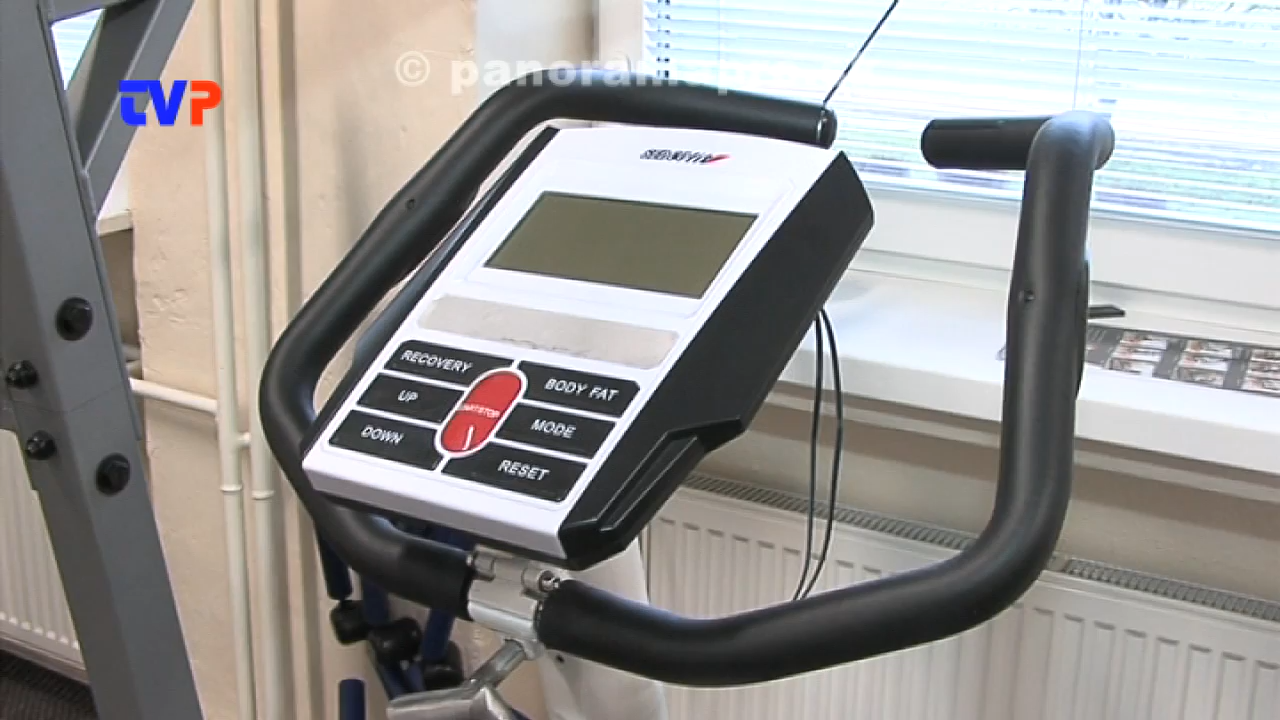 TVP
© panorama
RECOVERY
BODY FAT
UP
MODE
DOWN
RESET